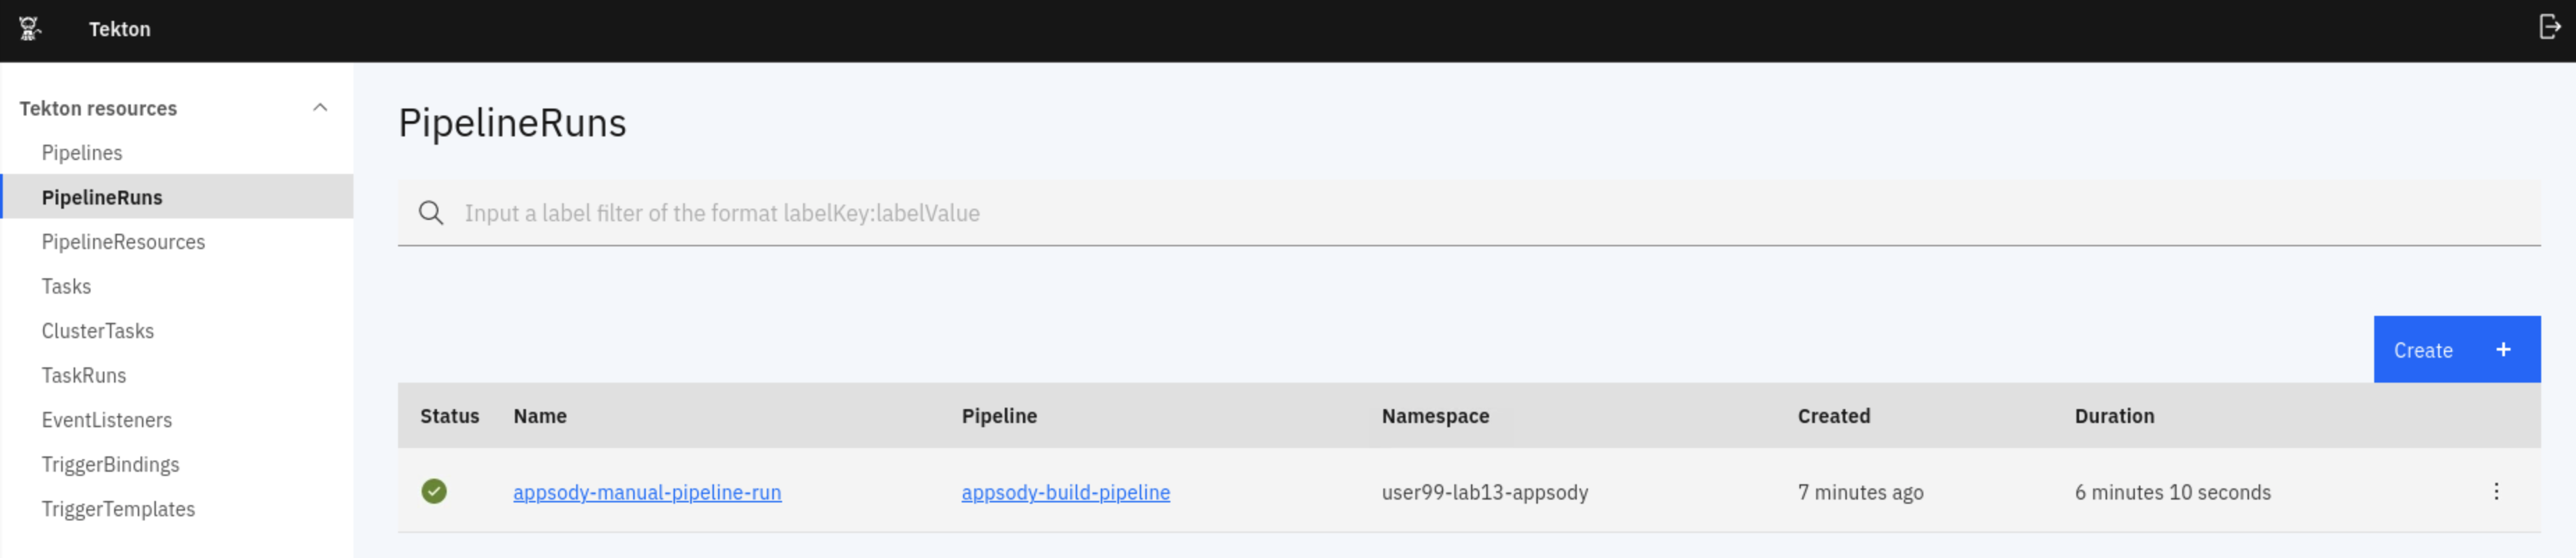 Tekton
Tekton resources
Pipelines
PipelineRuns
PipelineResources
Tasks
ClusterTasks
TaskRuns
EventListeners
TriggerBindings
TriggerTemplates
PipelineRuns
Input a label filter of the format labelKey:labelValue
Create +
Status Name Pipeline Namespace Created Duration
appsody-manual-pipeline-run appsody-build-pipeline user99-lab13-appsody 7 minutes ago 6 minutes 10 seconds